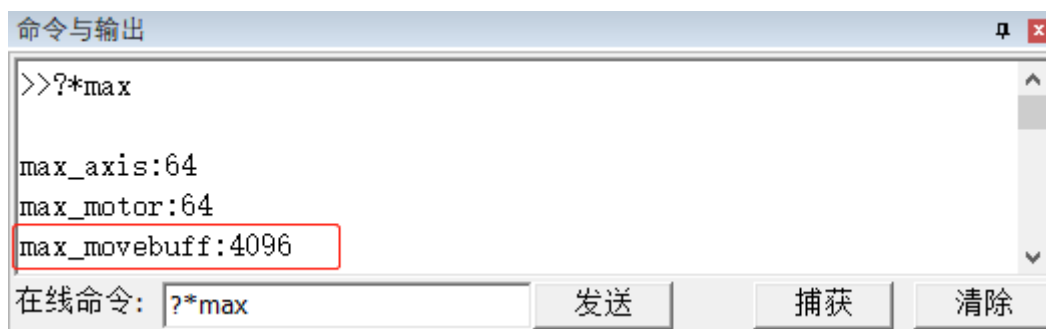 命令与输出
>>?*max
max_axis:64
max_motor:64
max_movebuff:4096
在线命令: ?*max 发送 捕获 清除